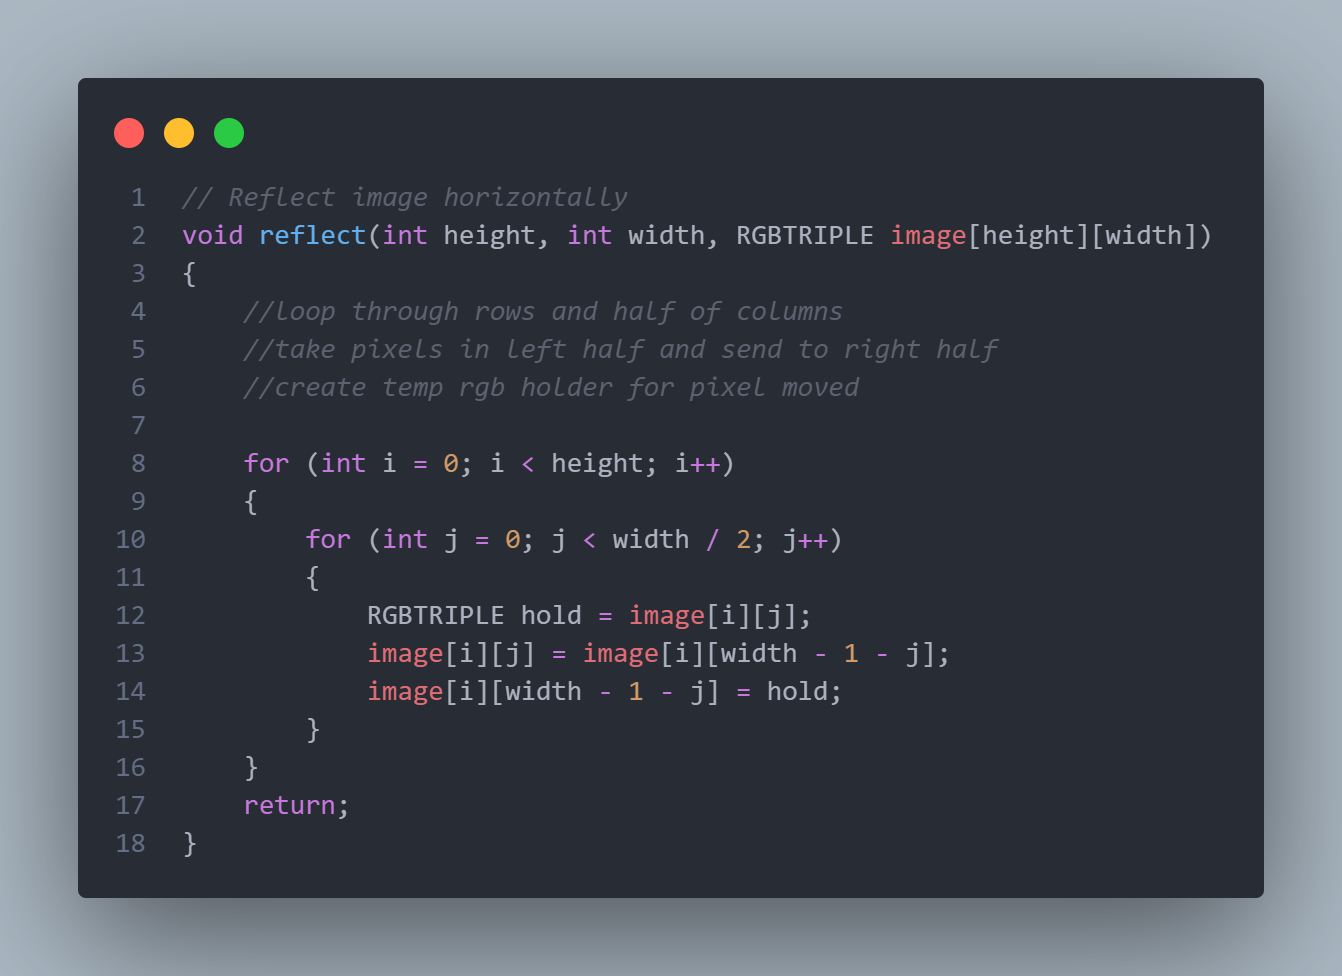 1 // Reflect image horizontally
2 void reflect(int height, int width, RGBTRIPLE image[height][width])
3 {
4     //loop through rows and half of columns
5     //take pixels in left half and send to right half
6     //create temp rgb holder for pixel moved
7
8     for (int i = 0; i < height; i++)
9     {
10         for (int j = 0; j < width / 2; j++)
11         {
12             RGBTRIPLE hold = image[i][j];
13             image[i][j] = image[i][width - 1 - j];
14             image[i][width - 1 - j] = hold;
15         }
16     }
17     return;
18 }